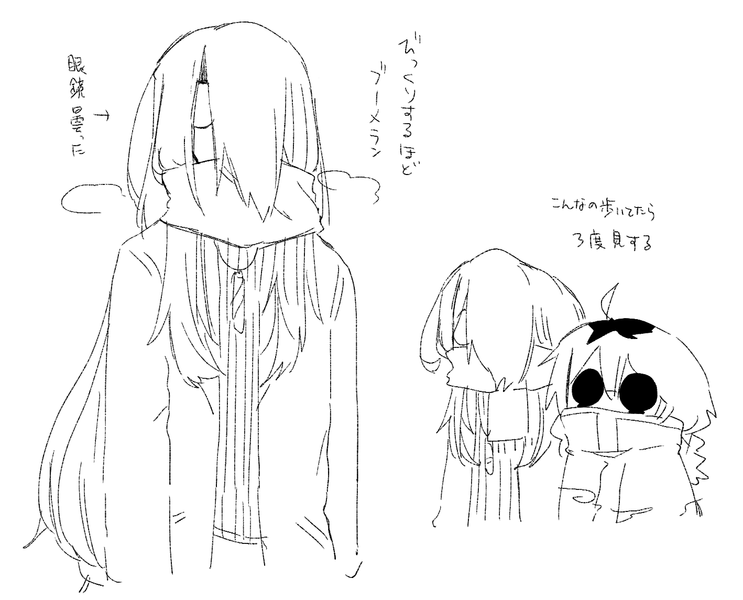 びっくりするほど
ブーメラン
眼鏡曇った
→
こんなの歩いてたら
3度見する